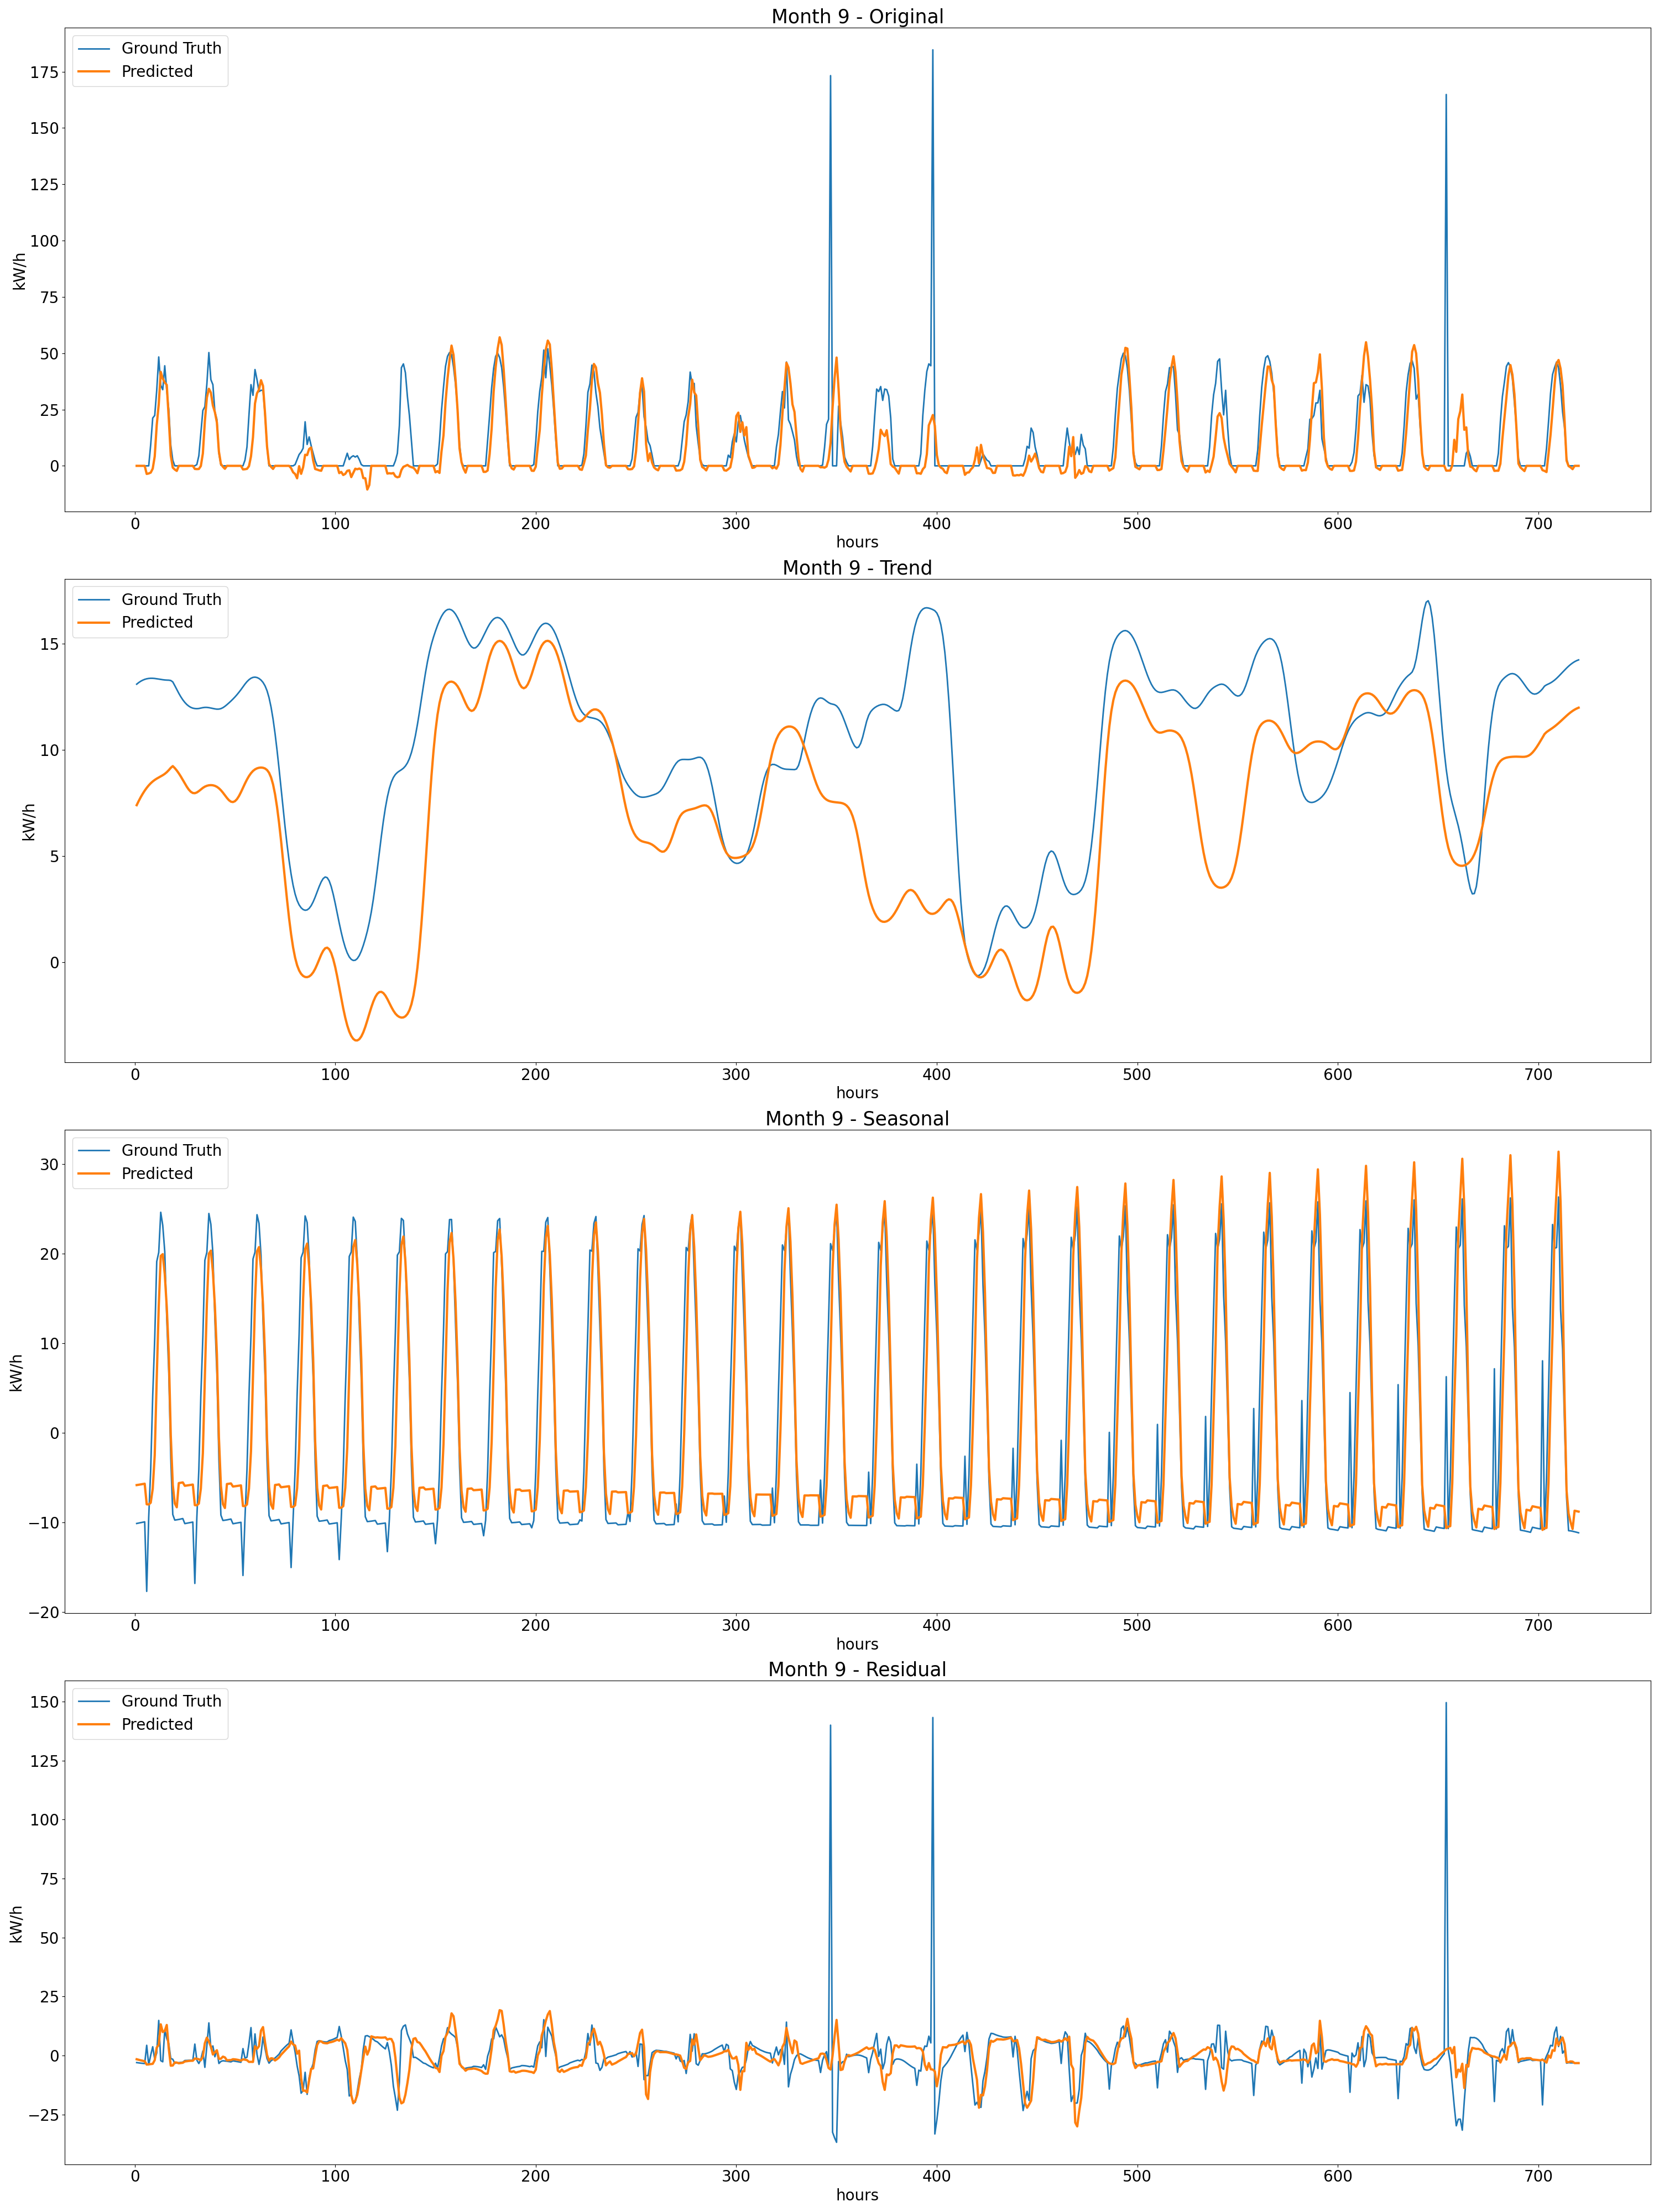 Month 9 - Original
Ground Truth
Predicted
175
150
125
100
75
50
25
0
kW/h
0 100 200 300 400 500 600 700
hours
Month 9 - Trend
Ground Truth
Predicted
15
10
5
0
kW/h
0 100 200 300 400 500 600 700
hours
Month 9 - Seasonal
Ground Truth
Predicted
30
20
10
0
−10
−20
kW/h
0 100 200 300 400 500 600 700
hours
Month 9 - Residual
Ground Truth
Predicted
150
125
100
75
50
25
0
−25
kW/h
0 100 200 300 400 500 600 700
hours